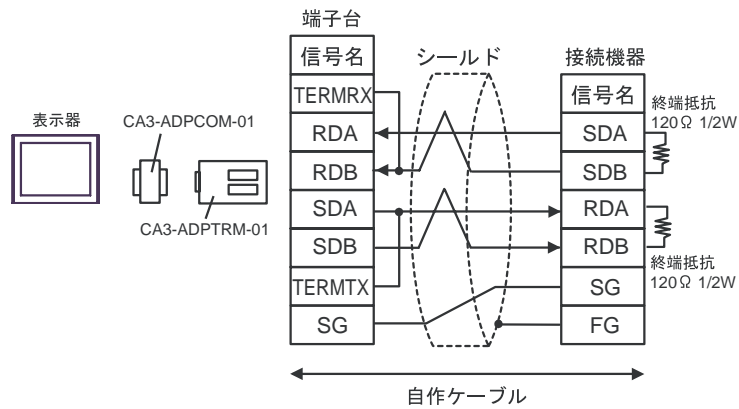 端子台
信号名
TERMRX
RDA
RDB
SDA
SDB
TERMTX
SG
シールド
接続機器
信号名
SDA
SDB
RDA
RDB
SG
FG
終端抵抗
120Ω 1/2W
終端抵抗
120Ω 1/2W
表示器
CA3-ADPCOM-01
CA3-ADPTRM-01
自作ケーブル